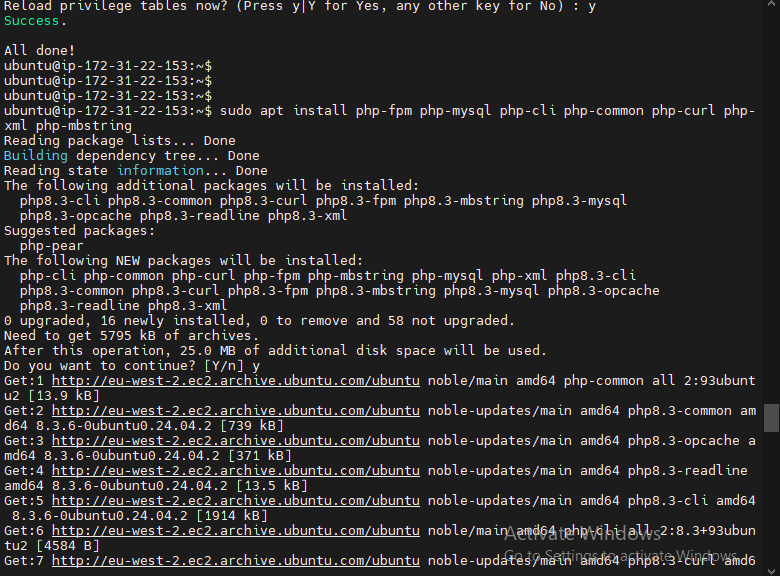 Reload privilege tables now? (Press y|Y for Yes, any other key for No) : y
Success.
All done!
ubuntu@ip-172-31-22-153:~$
ubuntu@ip-172-31-22-153:~$
ubuntu@ip-172-31-22-153:~$
ubuntu@ip-172-31-22-153:~$ sudo apt install php-fpm php-mysql php-cli php-common php-curl php-
xml php-mbstring
Reading package lists... Done
Building dependency tree... Done
Reading state information... Done
The following additional packages will be installed:
  php8.3-cli php8.3-common php8.3-curl php8.3-fpm php8.3-mbstring php8.3-mysql
  php8.3-opcache php8.3-readline php8.3-xml
Suggested packages:
  php-pear
The following NEW packages will be installed:
  php-cli php-common php-curl php-fpm php-mbstring php-mysql php-xml php8.3-cli
  php8.3-common php8.3-curl php8.3-fpm php8.3-mbstring php8.3-mysql php8.3-opcache
  php8.3-readline php8.3-xml
0 upgraded, 16 newly installed, 0 to remove and 58 not upgraded.
Need to get 5795 kB of archives.
After this operation, 25.0 MB of additional disk space will be used.
Do you want to continue? [Y/n] y
Get:1 http://eu-west-2.ec2.archive.ubuntu.com/ubuntu noble/main amd64 php-common all 2:93ubunt
u2 [13.9 kB]
Get:2 http://eu-west-2.ec2.archive.ubuntu.com/ubuntu noble-updates/main amd64 php8.3-common am
d64 8.3.6-0ubuntu0.24.04.2 [739 kB]
Get:3 http://eu-west-2.ec2.archive.ubuntu.com/ubuntu noble-updates/main amd64 php8.3-opcache a
md64 8.3.6-0ubuntu0.24.04.2 [371 kB]
Get:4 http://eu-west-2.ec2.archive.ubuntu.com/ubuntu noble-updates/main amd64 php8.3-readline
amd64 8.3.6-0ubuntu0.24.04.2 [13.5 kB]
Get:5 http://eu-west-2.ec2.archive.ubuntu.com/ubuntu noble-updates/main amd64 php8.3-cli amd64
 8.3.6-0ubuntu0.24.04.2 [1914 kB]
Get:6 http://eu-west-2.ec2.archive.ubuntu.com/ubuntu noble/main amd64 php-cli all 2:8.3+93ubun
tu2 [4584 B]
Get:7 http://eu-west-2.ec2.archive.ubuntu.com/ubuntu noble-updates/main amd64 php8.3-curl amd6
Activate Windows
Go to Settings to activate Windows.